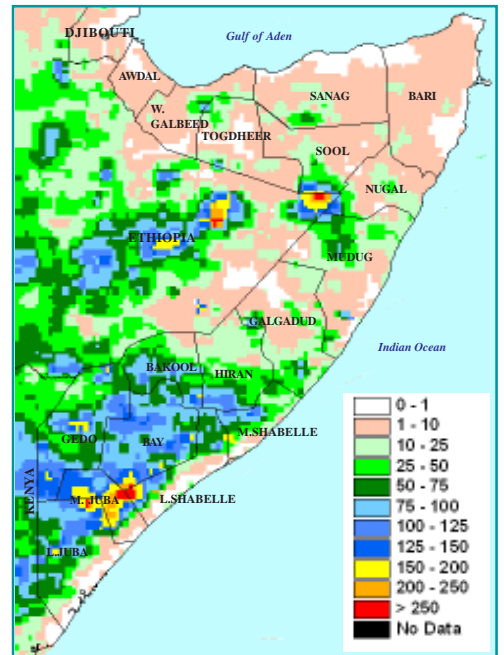 DJIBOUTI
Gulf of Aden
AWDAL
W.
GALBEED
TOGDHEER
SANAG
BARI
SOOL
NUGAL
ETHIOPIA
MUDUG
GALGADUD
Indian Ocean
BAKOOL
HIRAN
GEDO
BAY
M.SHABELLE
KENYA
M. JUBA
L.SHABELLE
L.JUBA
0 - 1
1 - 10
10 - 25
25 - 50
50 - 75
75 - 100
100 - 125
125 - 150
150 - 200
200 - 250
> 250
No Data